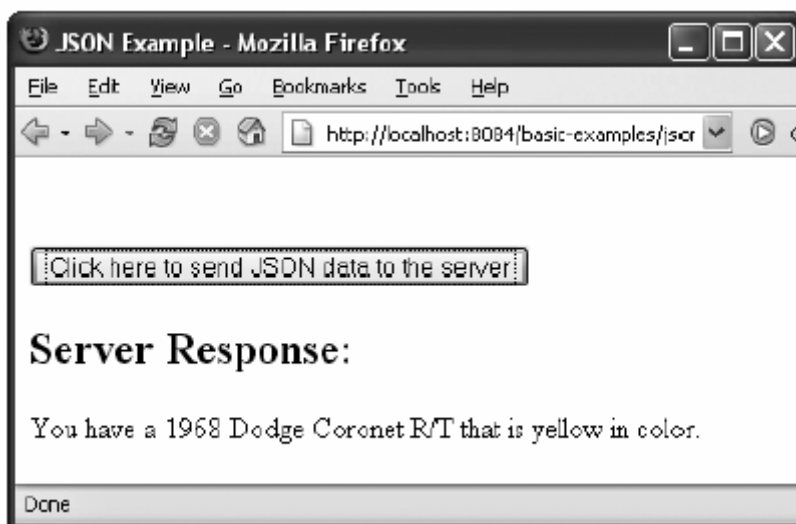 JSON Example - Mozilla Firefox
File Edit View Go Bookmarks Tools Help
http://localhost:8084/basic-examples/jsor
Click here to send JSON data to the server
Server Response:
You have a 1968 Dodge Coronet R/T that is yellow in color.
Done